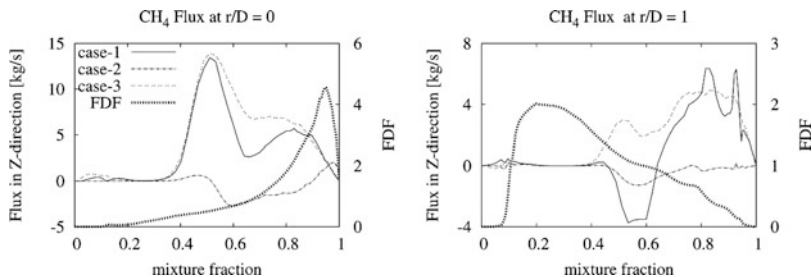 CH4 Flux at r/D = 0
Flux in Z-direction [kg/s]
15
10
5
0
-5
case-1
case-2
case-3
FDF
6
4
2
0
FDF
0 0.2 0.4 0.6 0.8 1
mixture fraction
CH4 Flux at r/D = 1
Flux in Z-direction [kg/s]
8
4
0
-4
3
2
1
0
FDF
0 0.2 0.4 0.6 0.8 1
mixture fraction